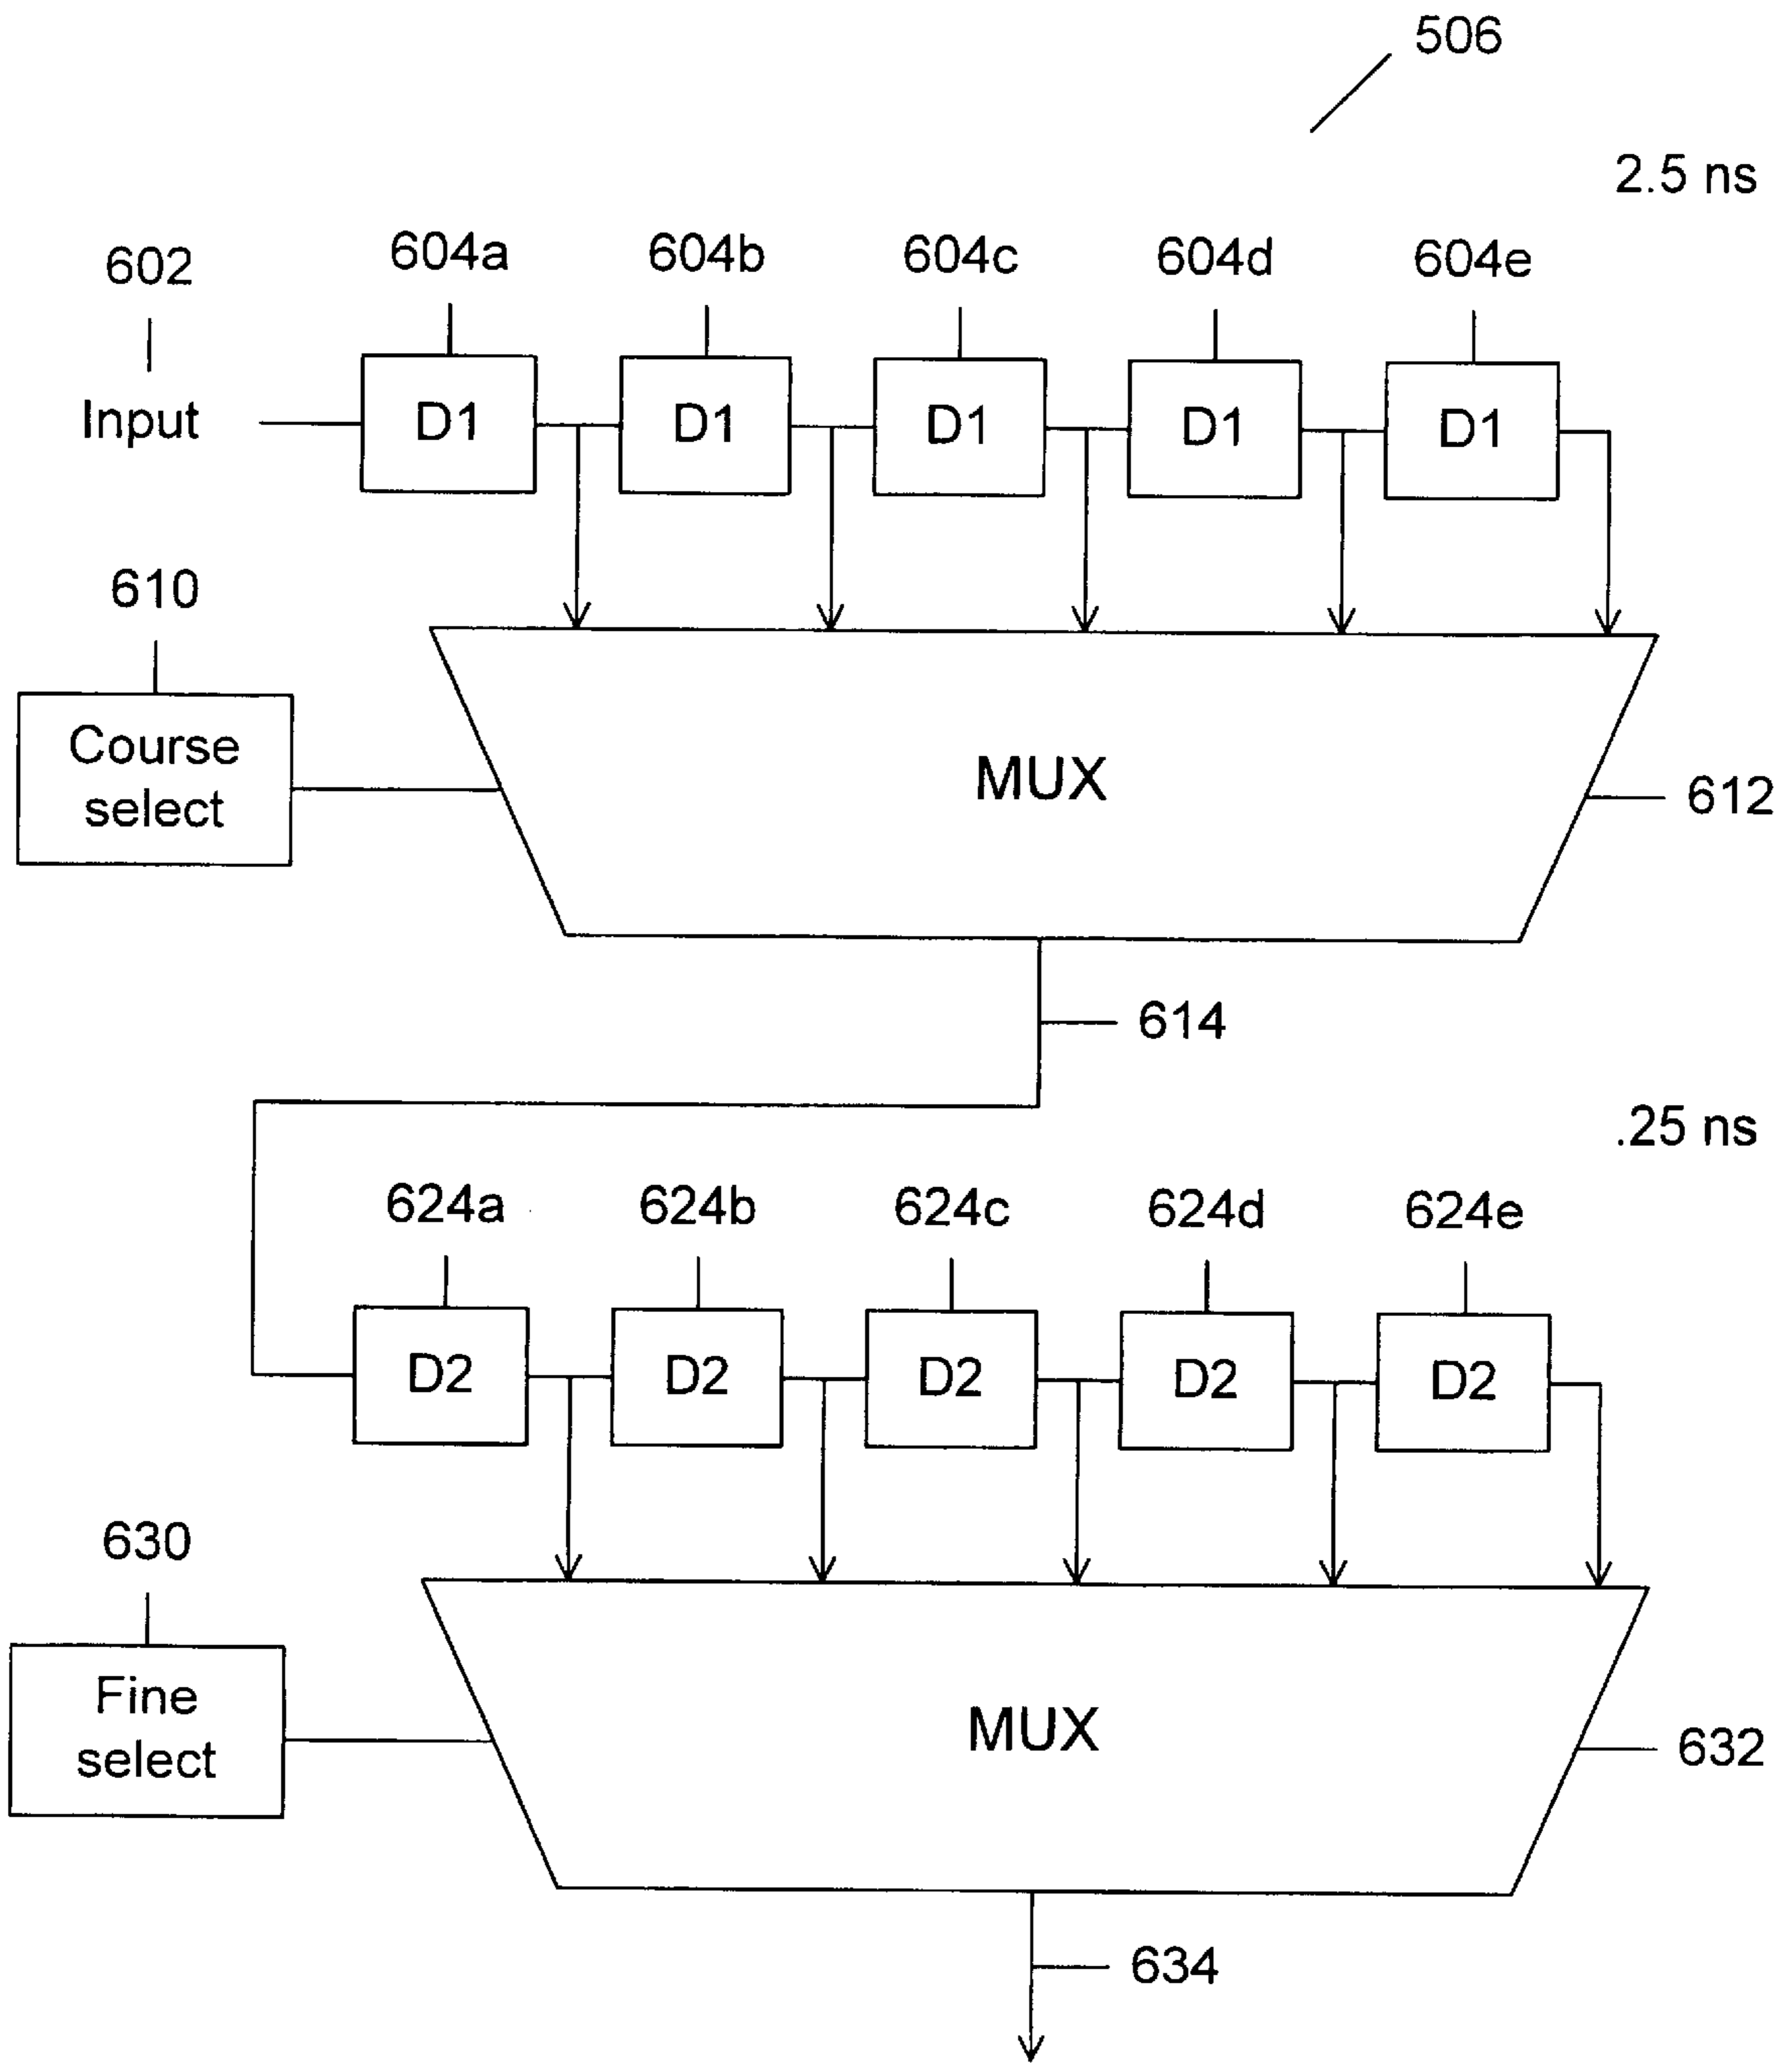 506
2.5 ns
602
604a
604b
604c
604d
604e
Input
D1
D1
D1
D1
D1
610
Course
select
MUX
612
614
.25 ns
624a
624b
624c
624d
624e
D2
D2
D2
D2
D2
630
Fine
select
MUX
632
634